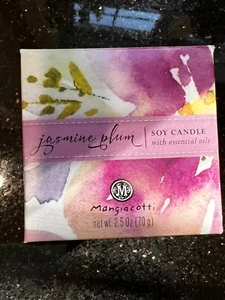 jasmine plum
SOY CANDLE
with essential oils
M
Mangiacotti
net wt. 2.5 Oz (70 g)